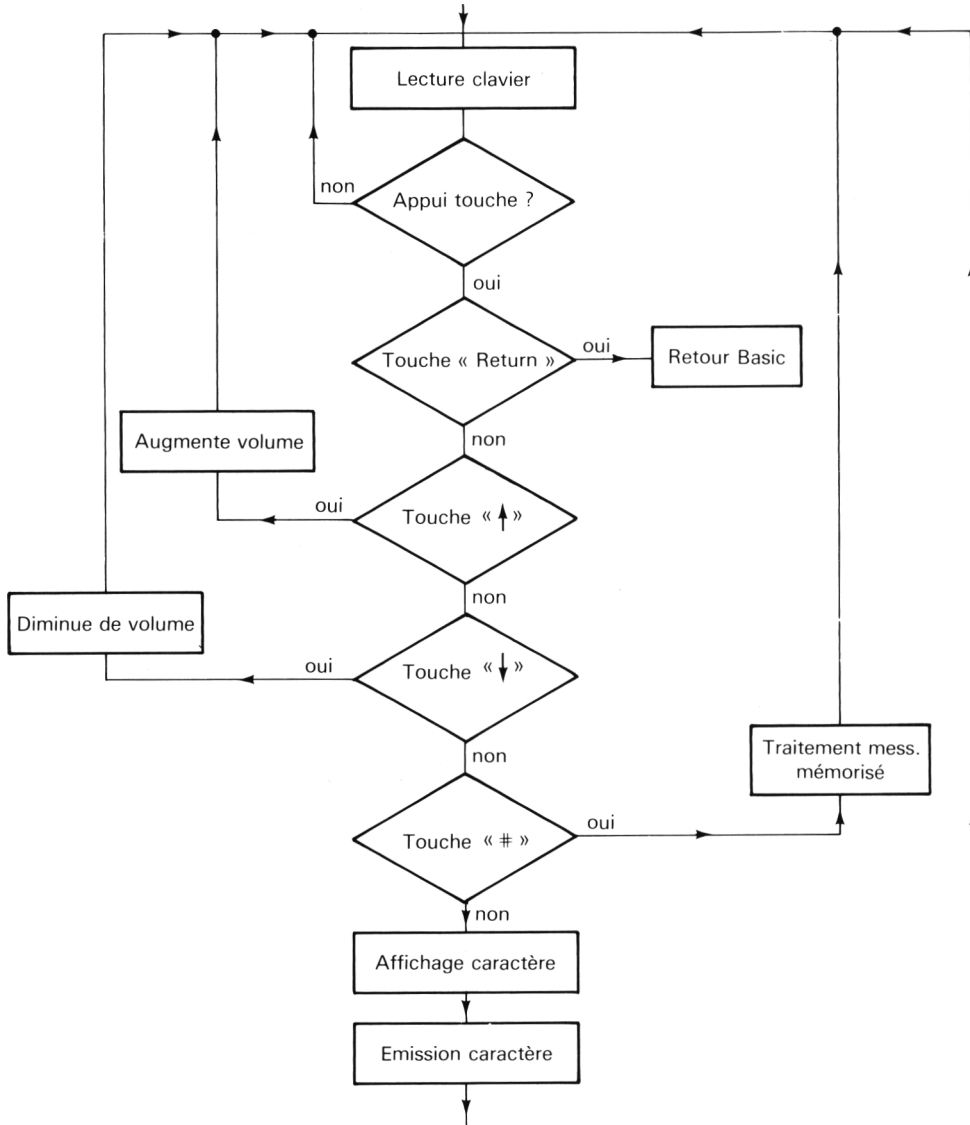 Lecture clavier
non
Appui touche ?
oui
Touche « Return »
oui
Retour Basic
non
Augmente volume
oui
Touche « ↑ »
non
Diminue de volume
oui
Touche « ↓ »
non
Traitement mess.
mémorisé
Touche « # »
oui
non
Affichage caractère
Emission caractère